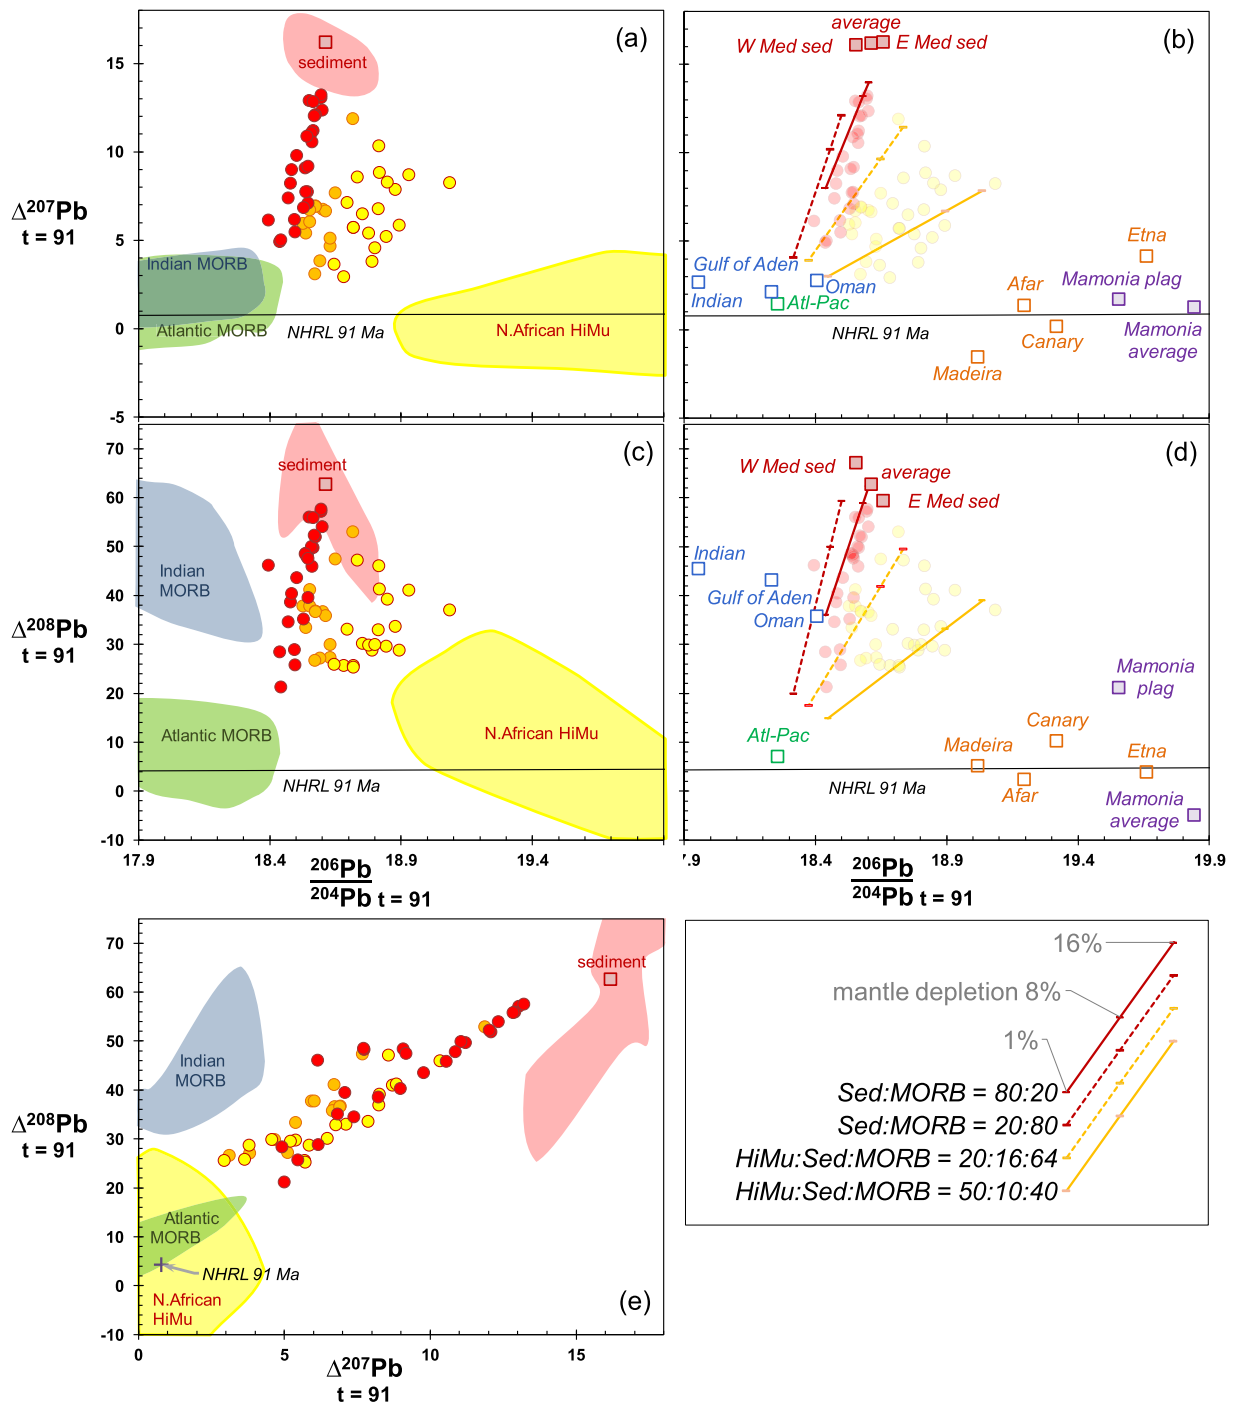 (a)
sediment
15
10
5
0
-5
Δ207Pb
t = 91
Indian MORB
Atlantic MORB
NHRL 91 Ma
N.African HiMu
(b)
average
W Med sed
E Med sed
Gulf of Aden
Indian
Oman
Atl-Pac
Etna
Mamonia plag
Afar
Canary
Madeira
Mamonia
average
NHRL 91 Ma
(c)
sediment
70
60
50
40
30
20
10
0
-10
Δ208Pb
t = 91
Indian
MORB
Atlantic MORB
NHRL 91 Ma
N.African HiMu
17.9
18.4
18.9
19.4
206Pb
204Pb t = 91
(d)
W Med sed
average
E Med sed
Indian
Gulf of Aden
Oman
Atl-Pac
Mamonia
plag
Canary
Madeira
Etna
Afar
Mamonia
average
NHRL 91 Ma
7.9
18.4
18.9
19.4
19.9
206Pb
204Pb t = 91
(e)
sediment
70
60
50
40
30
20
10
0
-10
Δ208Pb
t = 91
Indian
MORB
Atlantic
MORB
NHRL 91 Ma
N.African
HiMu
0
5
10
15
Δ207Pb
t = 91
16%
mantle depletion 8%
1%
Sed:MORB = 80:20
Sed:MORB = 20:80
HiMu:Sed:MORB = 20:16:64
HiMu:Sed:MORB = 50:10:40